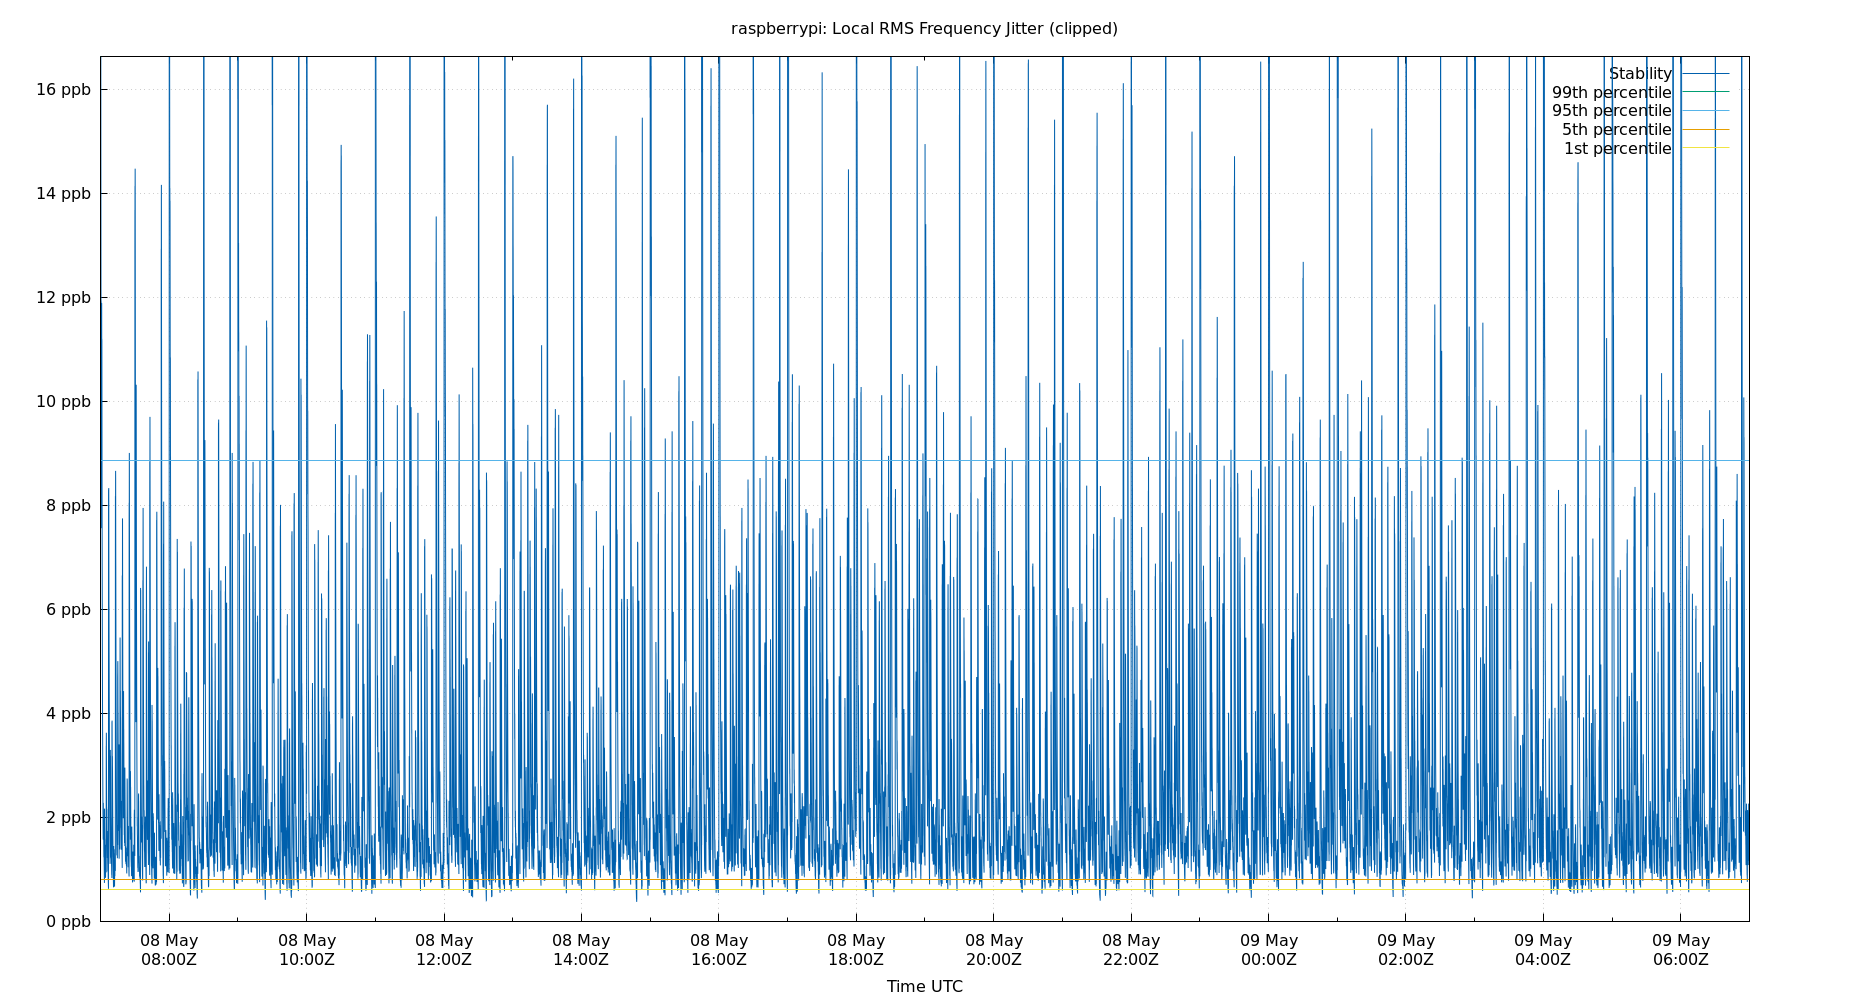 raspberrypi: Local RMS Frequency Jitter (clipped)
16 ppb
14 ppb
12 ppb
10 ppb
8 ppb
6 ppb
4 ppb
2 ppb
0 ppb
Stability
99th percentile
95th percentile
5th percentile
1st percentile
08 May 08 May 08 May 08 May 08 May 08 May 08 May 08 May 09 May 09 May 09 May 09 May
08:00Z 10:00Z 12:00Z 14:00Z 16:00Z 18:00Z 20:00Z 22:00Z 00:00Z 02:00Z 04:00Z 06:00Z
Time UTC